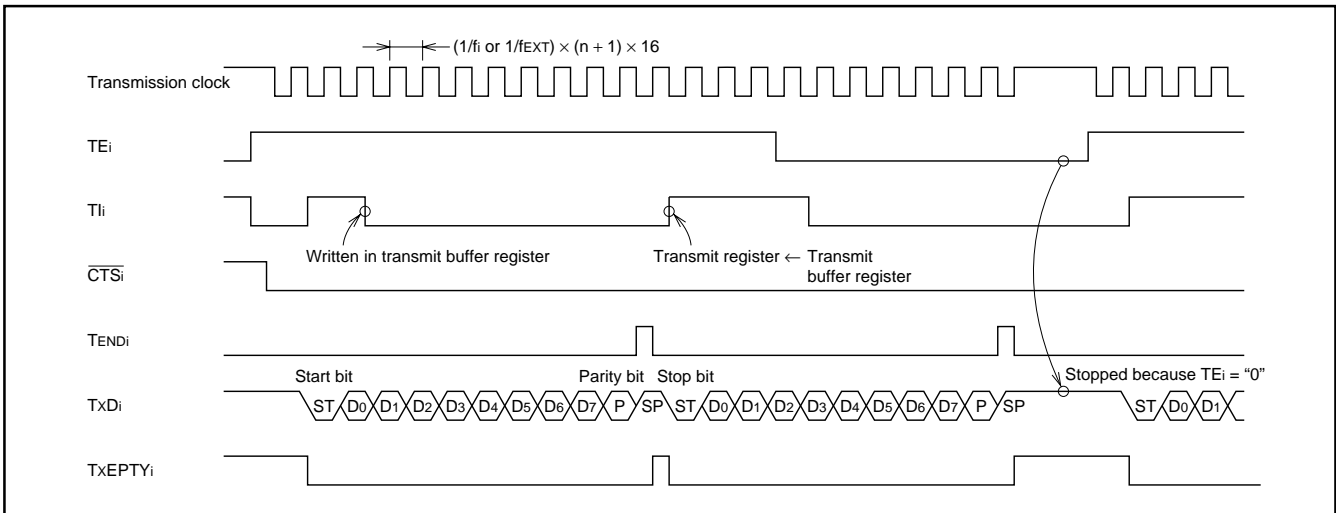 (1/fi or 1/fEXT) × (n + 1) × 16
Transmission clock
TEi
TIi
Written in transmit buffer register
Transmit register ← Transmit
buffer register
CTSi
TENDi
Start bit
Parity bit
Stop bit
Stopped because TEi = “0”
TxDi
ST D0 D1 D2 D3 D4 D5 D6 D7 P SP ST D0 D1 D2 D3 D4 D5 D6 D7 P SP ST D0 D1
TxEPTYi